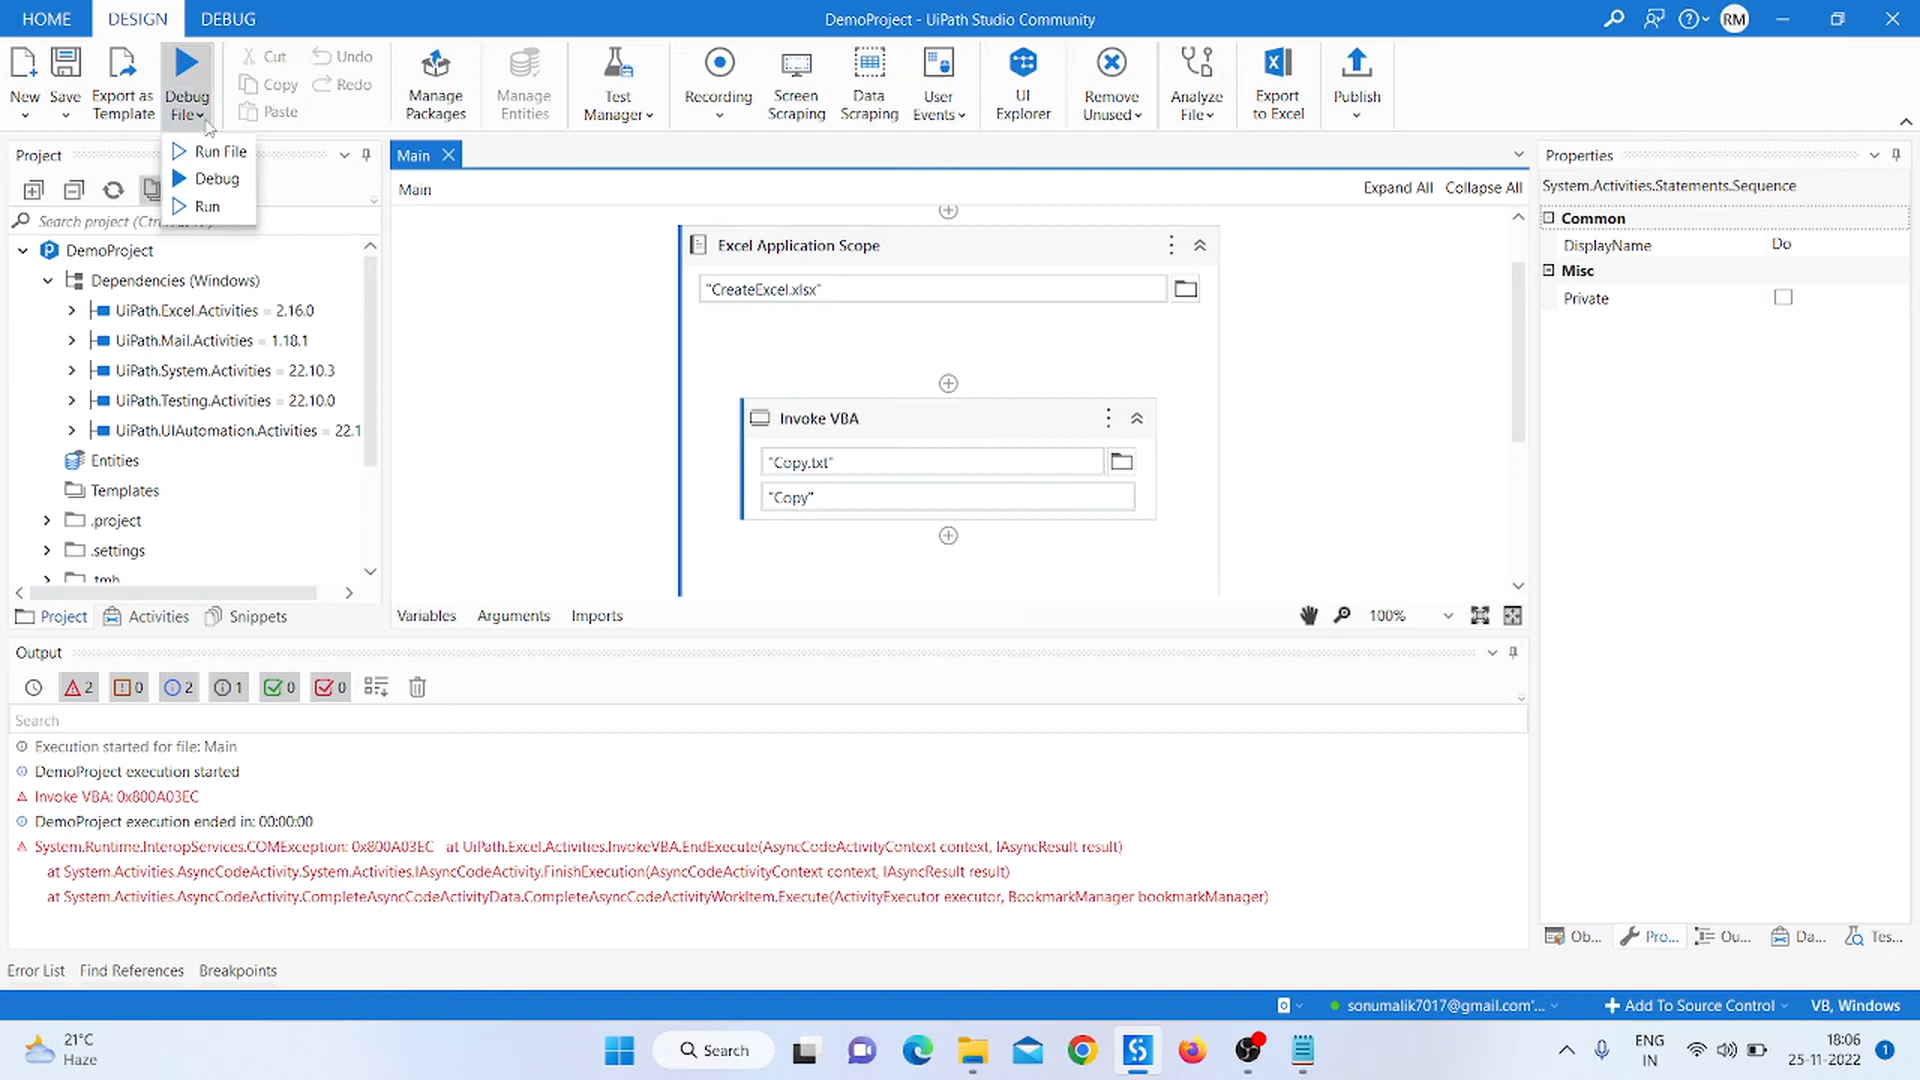 HOME DESIGN DEBUG DemoProject - UiPath Studio Community RM
New Save Export as Template Debug File Cut Copy Paste Undo Redo Manage Packages Manage Entities Test Manager Recording Screen Scraping Data Scraping User Events UI Explorer Remove Unused Analyze File Export to Excel Publish
Run File
Debug
Run
Project
Search project (Ctr
DemoProject
Dependencies (Windows)
UiPath.Excel.Activities = 2.16.0
UiPath.Mail.Activities = 1.18.1
UiPath.System.Activities = 22.10.3
UiPath.Testing.Activities = 22.10.0
UiPath.UIAutomation.Activities = 22.1
Entities
Templates
.project
.settings
.tmh
Project Activities Snippets
Main
Main Expand All Collapse All
Excel Application Scope
"CreateExcel.xlsx"
Invoke VBA
"Copy.txt"
"Copy"
Variables Arguments Imports 100%
Properties
System.Activities.Statements.Sequence
Common
DisplayName Do
Misc
Private
Ob... Pro... Ou... Da... Tes...
Output
2 0 2 1 0 0
Search
Execution started for file: Main
DemoProject execution started
Invoke VBA: 0x800A03EC
DemoProject execution ended in: 00:00:00
System.Runtime.InteropServices.COMException: 0x800A03EC at UiPath.Excel.Activities.InvokeVBA.EndExecute(AsyncCodeActivityContext context, IAsyncResult result)
at System.Activities.AsyncCodeActivity.System.Activities.IAsyncCodeActivity.FinishExecution(AsyncCodeActivityContext context, IAsyncResult result)
at System.Activities.AsyncCodeActivity.CompleteAsyncCodeActivityData.CompleteAsyncCodeActivityWorkItem.Execute(ActivityExecutor executor, BookmarkManager bookmarkManager)
Error List Find References Breakpoints
sonumalik7017@gmail.com'... Add To Source Control VB, Windows
21°C
Haze
Search
ENG
IN
18:06
25-11-2022
1